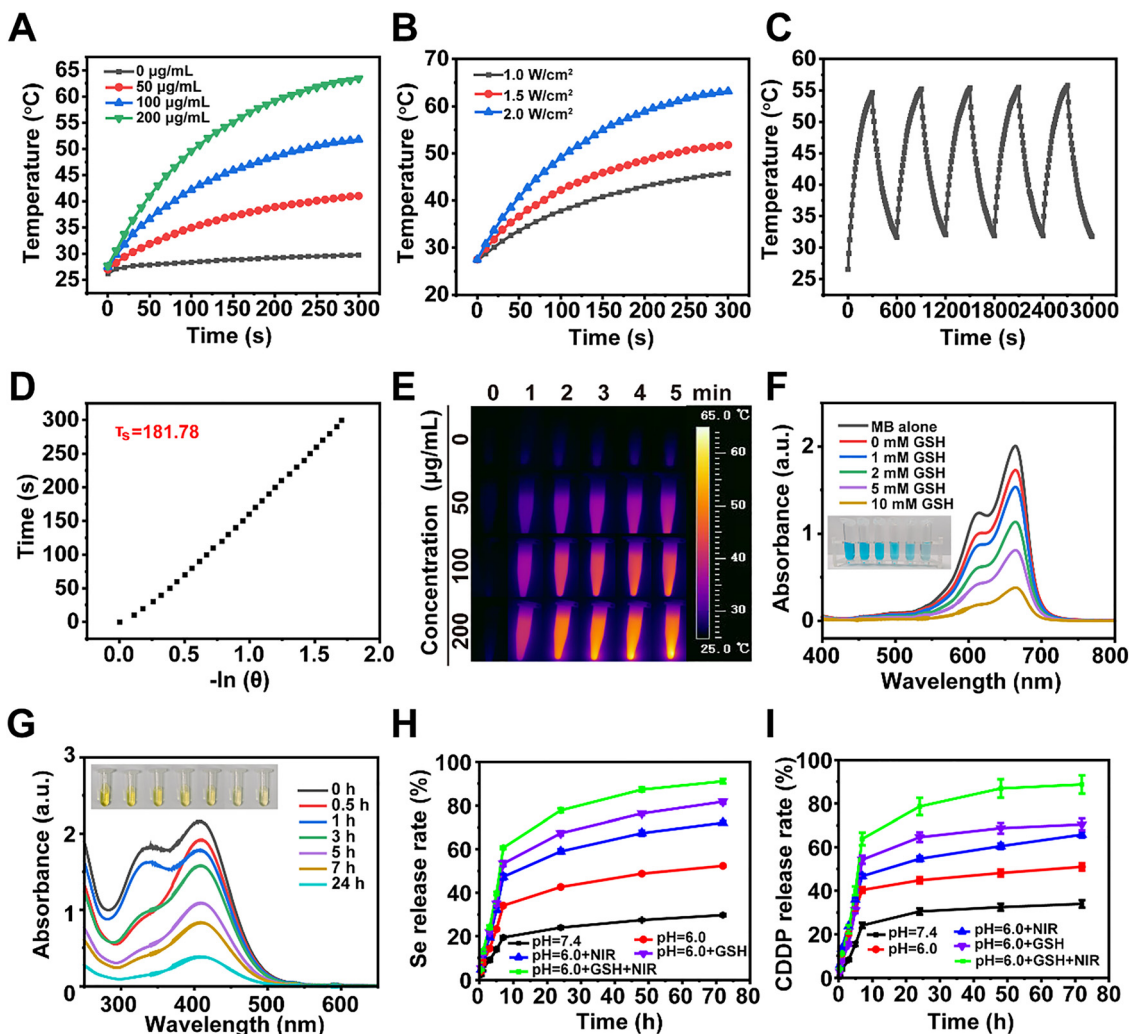 A
Temperature (°C)
65
60
55
50
45
40
35
30
25
0 μg/mL
50 μg/mL
100 μg/mL
200 μg/mL
0 50 100 150 200 250 300
Time (s)
B
Temperature (°C)
70
60
50
40
30
20
1.0 W/cm²
1.5 W/cm²
2.0 W/cm²
0 50 100 150 200 250 300
Time (s)
C
Temperature (°C)
65
60
55
50
45
40
35
30
25
0 600 1200 1800 2400 3000
Time (s)
D
Time (s)
300
250
200
150
100
50
0
τs=181.78
0.0 0.5 1.0 1.5 2.0
-ln (θ)
E
0 1 2 3 4 5 min
Concentration (μg/mL)
0
50
100
200
65.0 ℃
60
50
40
30
25.0 ℃
F
Absorbance (a.u.)
2
1
0
MB alone
0 mM GSH
1 mM GSH
2 mM GSH
5 mM GSH
10 mM GSH
400 500 600 700 800
Wavelength (nm)
G
Absorbance (a.u.)
3
2
1
0
0 h
0.5 h
1 h
3 h
5 h
7 h
24 h
300 400 500 600
Wavelength (nm)
H
Se release rate (%)
100
80
60
40
20
0
pH=7.4 pH=6.0
pH=6.0+NIR pH=6.0+GSH
pH=6.0+GSH+NIR
0 10 20 30 40 50 60 70 80
Time (h)
I
CDDP release rate (%)
100
80
60
40
20
0
pH=7.4 pH=6.0+NIR
pH=6.0 pH=6.0+GSH
pH=6.0+GSH+NIR
0 10 20 30 40 50 60 70 80
Time (h)